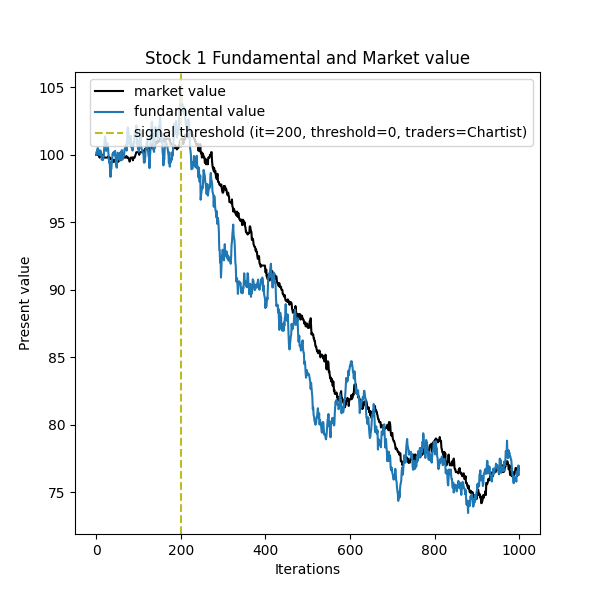 Stock 1 Fundamental and Market value
market value
fundamental value
signal threshold (it=200, threshold=0, traders=Chartist)
Present value
105
100
95
90
85
80
75
0 200 400 600 800 1000
Iterations